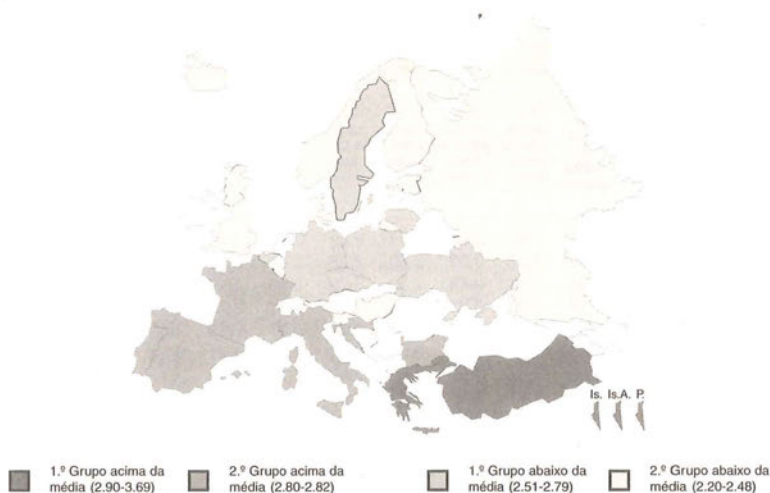 Is. Is.A. P.
1.º Grupo acima da
média (2.90-3.69)
2.º Grupo acima da
média (2.80-2.82)
1.º Grupo abaixo da
média (2.51-2.79)
2.º Grupo abaixo da
média (2.20-2.48)